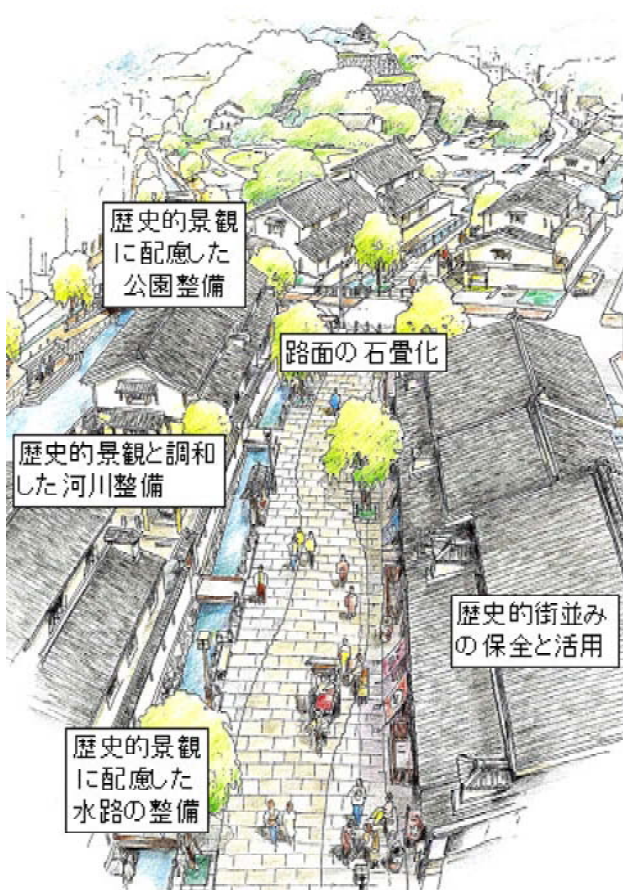 歴史的景観
に配慮した
公園整備
路面の石畳化
歴史的景観と調和
した河川整備
歴史的街並み
の保全と活用
歴史的景観
に配慮した
水路の整備